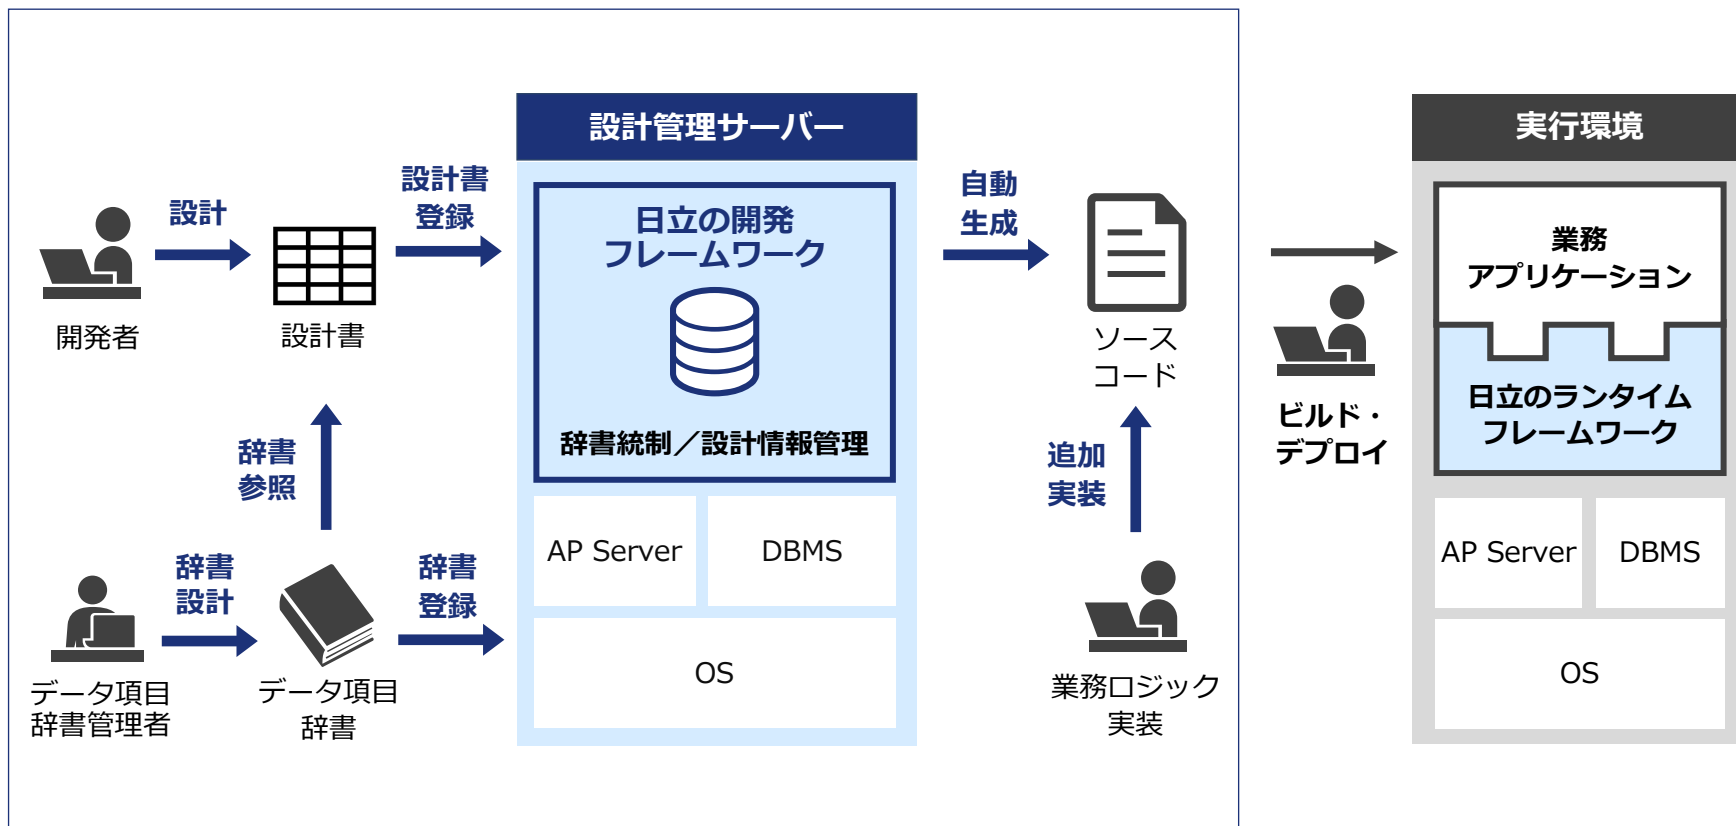 設計管理サーバー
実行環境
設計
設計書
登録
日立の開発
フレームワーク
自動
生成
業務
アプリケーション
開発者
設計書
ソース
コード
日立のランタイム
フレームワーク
ビルド・
デプロイ
辞書統制／設計情報管理
辞書
参照
追加
実装
AP Server
DBMS
AP Server
DBMS
辞書
設計
辞書
登録
OS
OS
データ項目
辞書管理者
データ項目
辞書
業務ロジック
実装